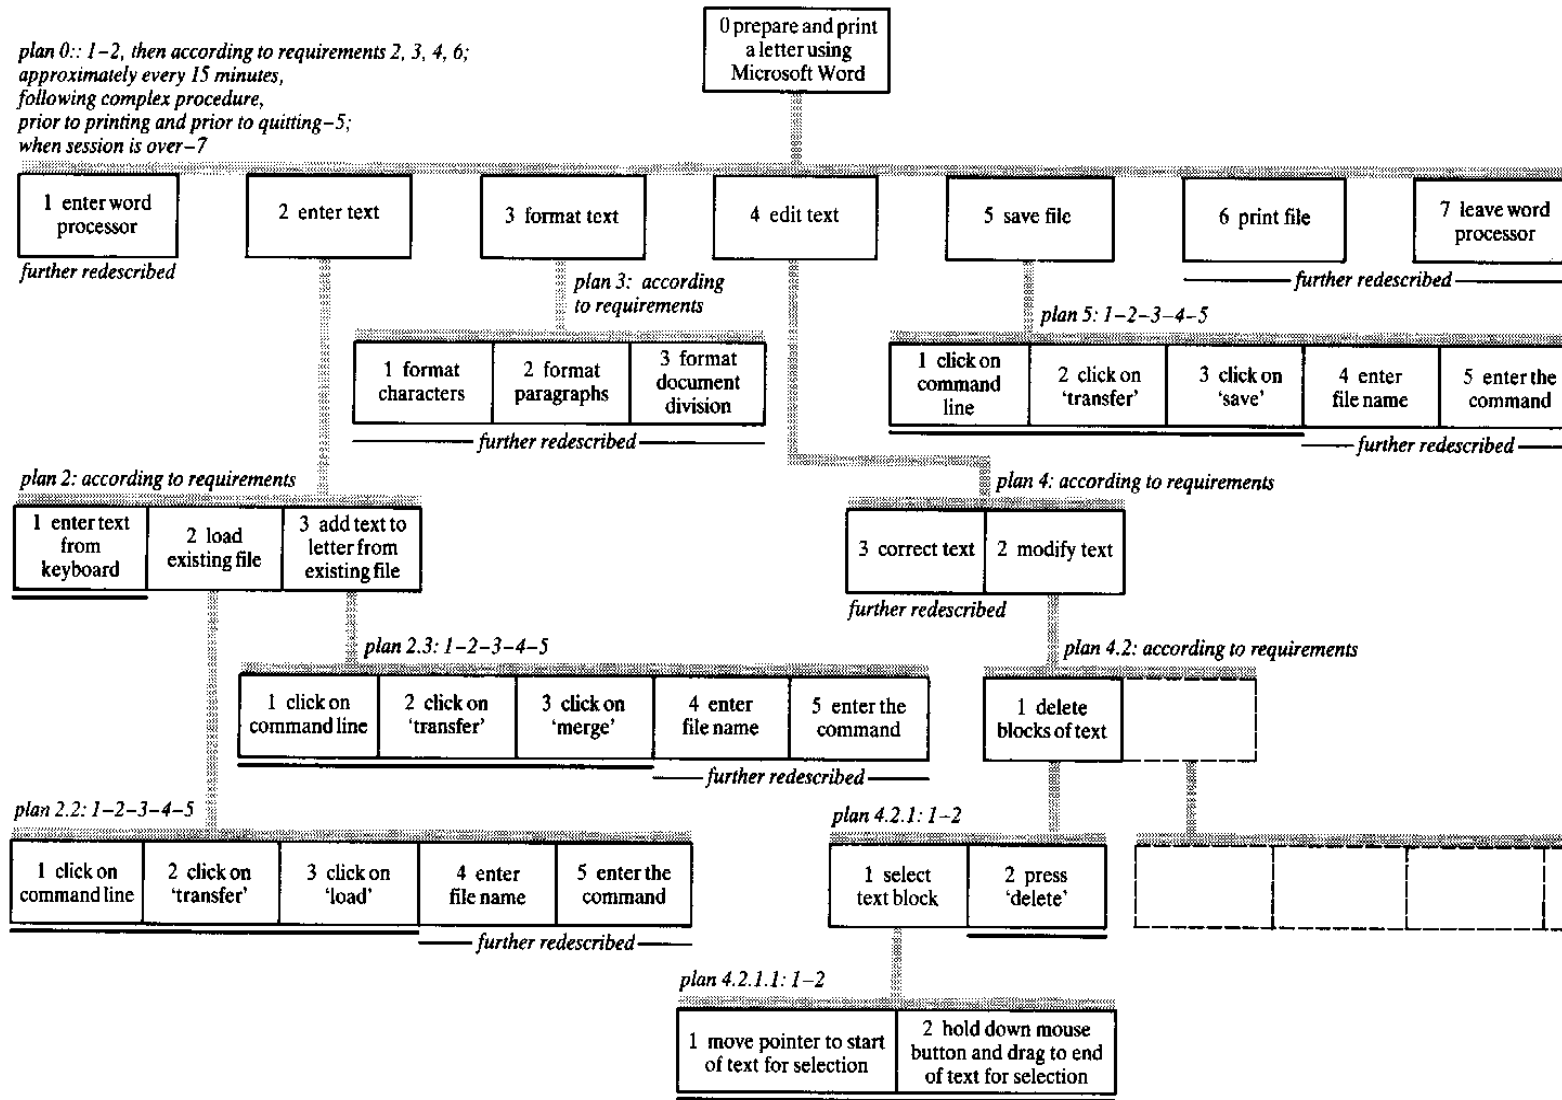 0 prepare and print
a letter using
Microsoft Word
plan 0:: 1–2, then according to requirements 2, 3, 4, 6;
approximately every 15 minutes,
following complex procedure,
prior to printing and prior to quitting–5;
when session is over–7
1 enter word
processor
further redescribed
2 enter text
3 format text
4 edit text
5 save file
6 print file
7 leave word
processor
further redescribed
plan 3: according
to requirements
1 format
characters
2 format
paragraphs
3 format
document
division
further redescribed
plan 5: 1–2–3–4–5
1 click on
command
line
2 click on
‘transfer’
3 click on
‘save’
4 enter
file name
5 enter the
command
further redescribed
plan 2: according to requirements
1 enter text
from
keyboard
2 load
existing file
3 add text to
letter from
existing file
plan 4: according to requirements
3 correct text
2 modify text
further redescribed
plan 2.3: 1–2–3–4–5
1 click on
command line
2 click on
‘transfer’
3 click on
‘merge’
4 enter
file name
5 enter the
command
further redescribed
plan 4.2: according to requirements
1 delete
blocks of text
plan 2.2: 1–2–3–4–5
1 click on
command line
2 click on
‘transfer’
3 click on
‘load’
4 enter
file name
5 enter the
command
further redescribed
plan 4.2.1: 1–2
1 select
text block
2 press
‘delete’
plan 4.2.1.1: 1–2
1 move pointer to start
of text for selection
2 hold down mouse
button and drag to end
of text for selection